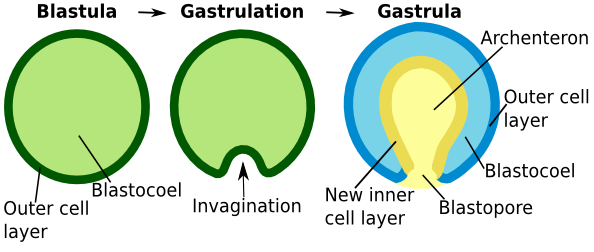 Blastula
Gastrulation
Gastrula
Archenteron
Outer cell
layer
Blastocoel
Blastocoel
Invagination
New inner
cell layer
Outer cell
layer
Blastopore